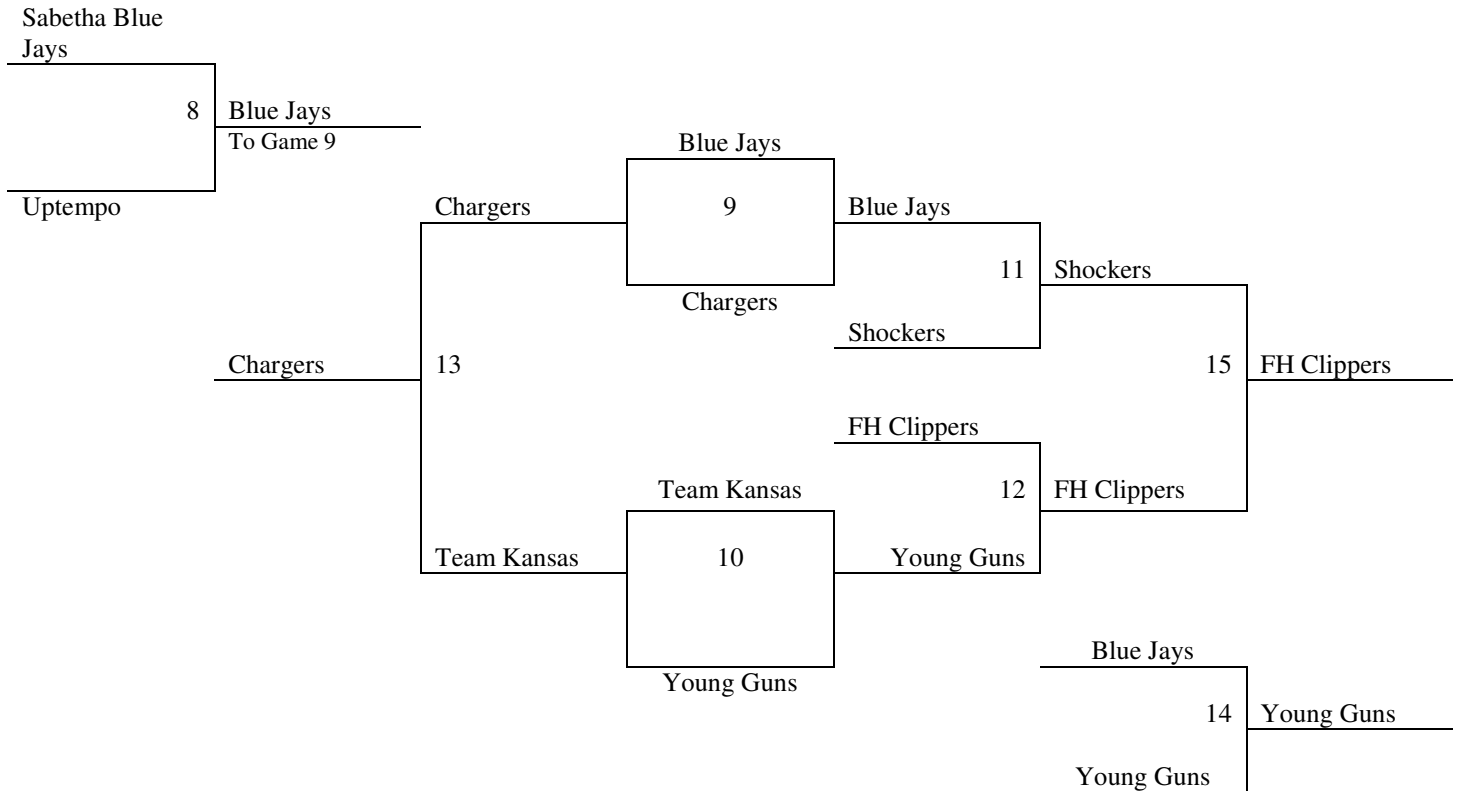 Sabetha Blue
Jays
8 Blue Jays
To Game 9
Blue Jays
Uptempo
Chargers
9
Blue Jays
11 Shockers
Chargers
Shockers
Chargers
13
15 FH Clippers
FH Clippers
Team Kansas
12 FH Clippers
Team Kansas
10
Young Guns
Blue Jays
Young Guns
14 Young Guns
Young Guns